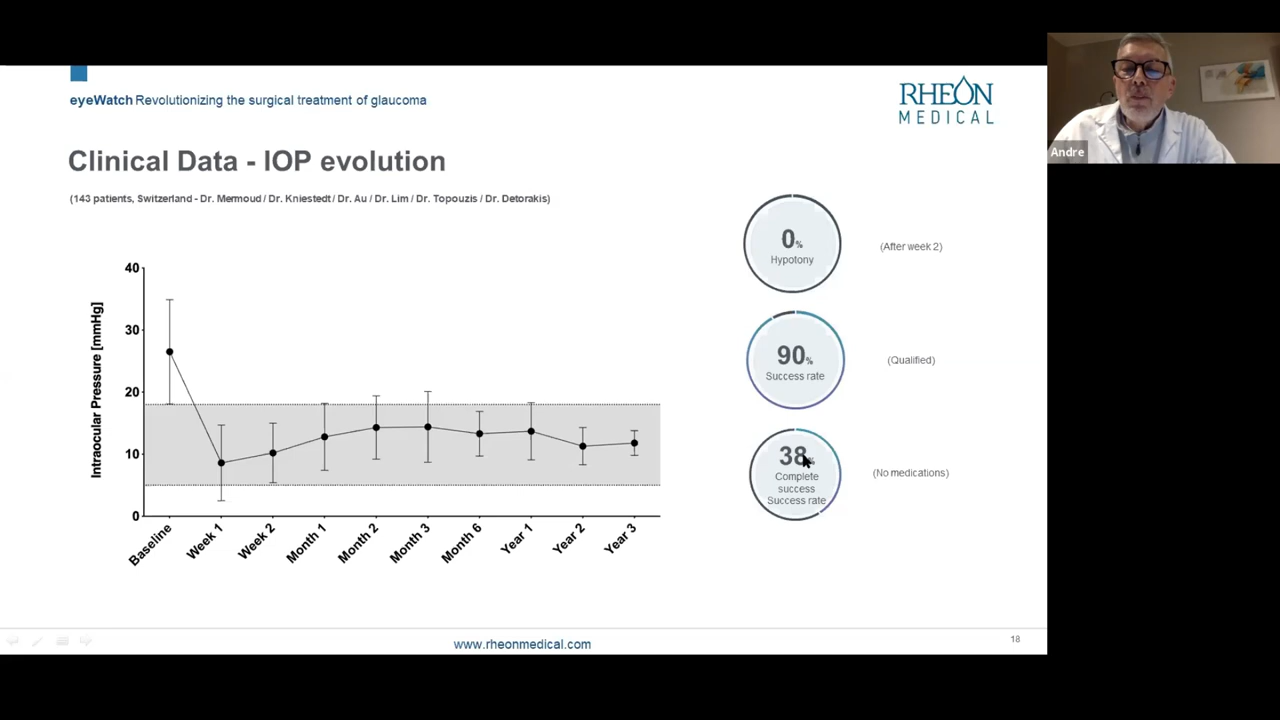 eyeWatch Revolutionizing the surgical treatment of glaucoma
RHEON
MEDICAL
Andre
Clinical Data - IOP evolution
(143 patients, Switzerland - Dr. Mermoud / Dr. Kniestedt / Dr. Au / Dr. Lim / Dr. Topouzis / Dr. Detorakis)
Intraocular Pressure [mmHg]
40
30
20
10
0
Baseline
Week 1
Week 2
Month 1
Month 2
Month 3
Month 6
Year 1
Year 2
Year 3
0%
Hypotony
(After week 2)
90%
Success rate
(Qualified)
38%
Complete
success
Success rate
(No medications)
www.rheonmedical.com
18